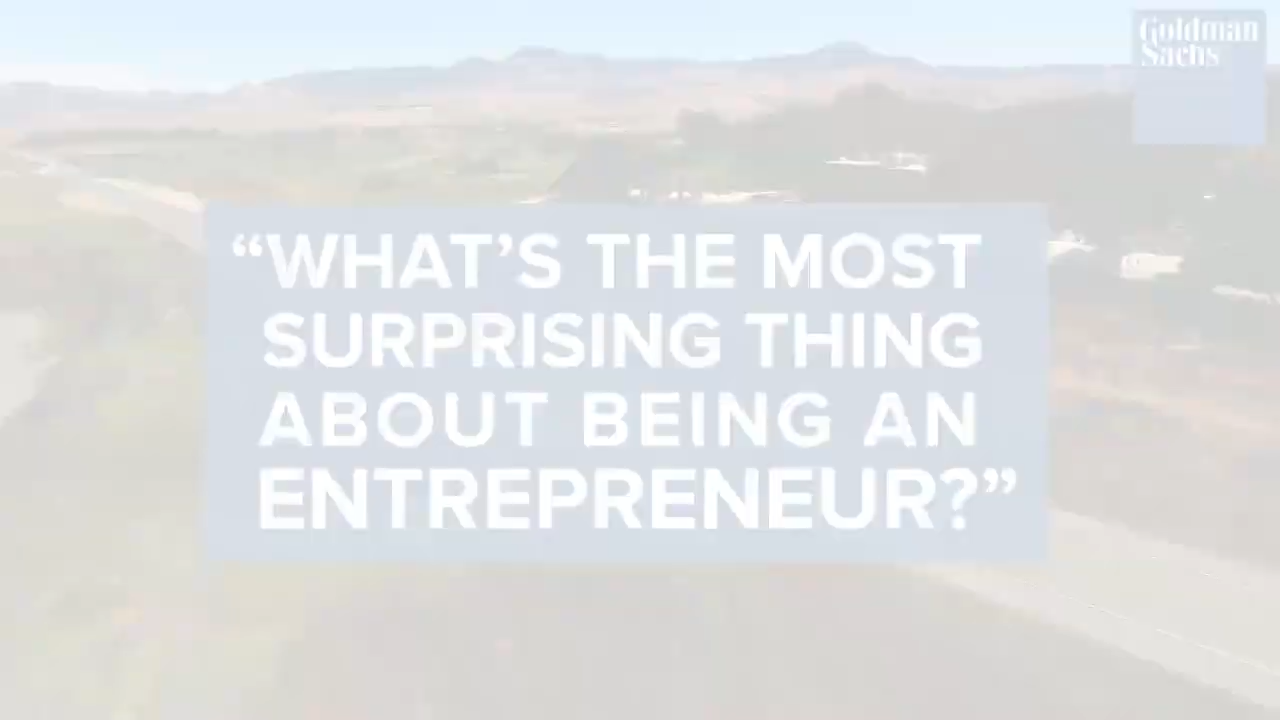 Goldman
Sachs
“WHAT’S THE MOST
SURPRISING THING
ABOUT BEING AN
ENTREPRENEUR?”